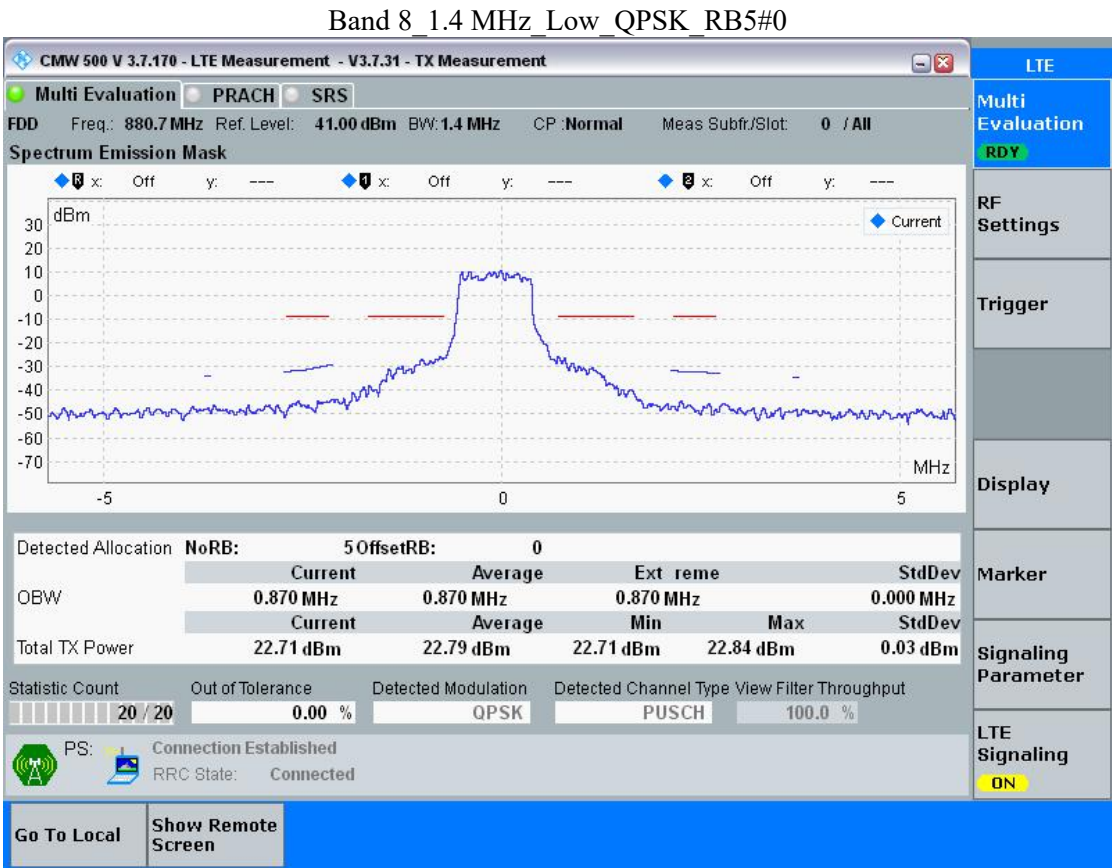 Band 8_1.4 MHz_Low_QPSK_RB5#0
CMW 500 V 3.7.170 - LTE Measurement - V3.7.31 - TX Measurement
LTE
Multi Evaluation PRACH SRS
Multi
Evaluation
RDY
FDD Freq.: 880.7 MHz Ref. Level: 41.00 dBm BW: 1.4 MHz CP :Normal Meas Subfr./Slot: 0 / All
Spectrum Emission Mask
R x: Off y: --- 1 x: Off y: --- 2 x: Off y: ---
RF
Settings
dBm
Current
30
20
10
0
-10
-20
-30
-40
-50
-60
-70
MHz
-5 0 5
Trigger
Display
Detected Allocation NoRB: 5 OffsetRB: 0
Current Average Ext reme StdDev
OBW 0.870 MHz 0.870 MHz 0.870 MHz 0.000 MHz
Current Average Min Max StdDev
Total TX Power 22.71 dBm 22.79 dBm 22.71 dBm 22.84 dBm 0.03 dBm
Marker
Signaling
Parameter
Statistic Count Out of Tolerance Detected Modulation Detected Channel Type View Filter Throughput
20 / 20 0.00 % QPSK PUSCH 100.0 %
PS: Connection Established
RRC State: Connected
LTE
Signaling
ON
Go To Local
Show Remote
Screen